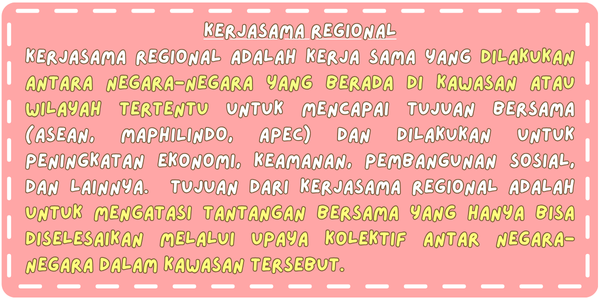 KERJASAMA REGIONAL
KERJASAMA REGIONAL ADALAH KERJA SAMA YANG DILAKUKAN
ANTARA NEGARA-NEGARA YANG BERADA DI KAWASAN ATAU
WILAYAH TERTENTU UNTUK MENCAPAI TUJUAN BERSAMA
(ASEAN, MAPHILINDO, APEC) DAN DILAKUKAN UNTUK
PENINGKATAN EKONOMI, KEAMANAN, PEMBANGUNAN SOSIAL,
DAN LAINNYA. TUJUAN DARI KERJASAMA REGIONAL ADALAH
UNTUK MENGATASI TANTANGAN BERSAMA YANG HANYA BISA
DISELESAIKAN MELALUI UPAYA KOLEKTIF ANTAR NEGARA-
NEGARA DALAM KAWASAN TERSEBUT.